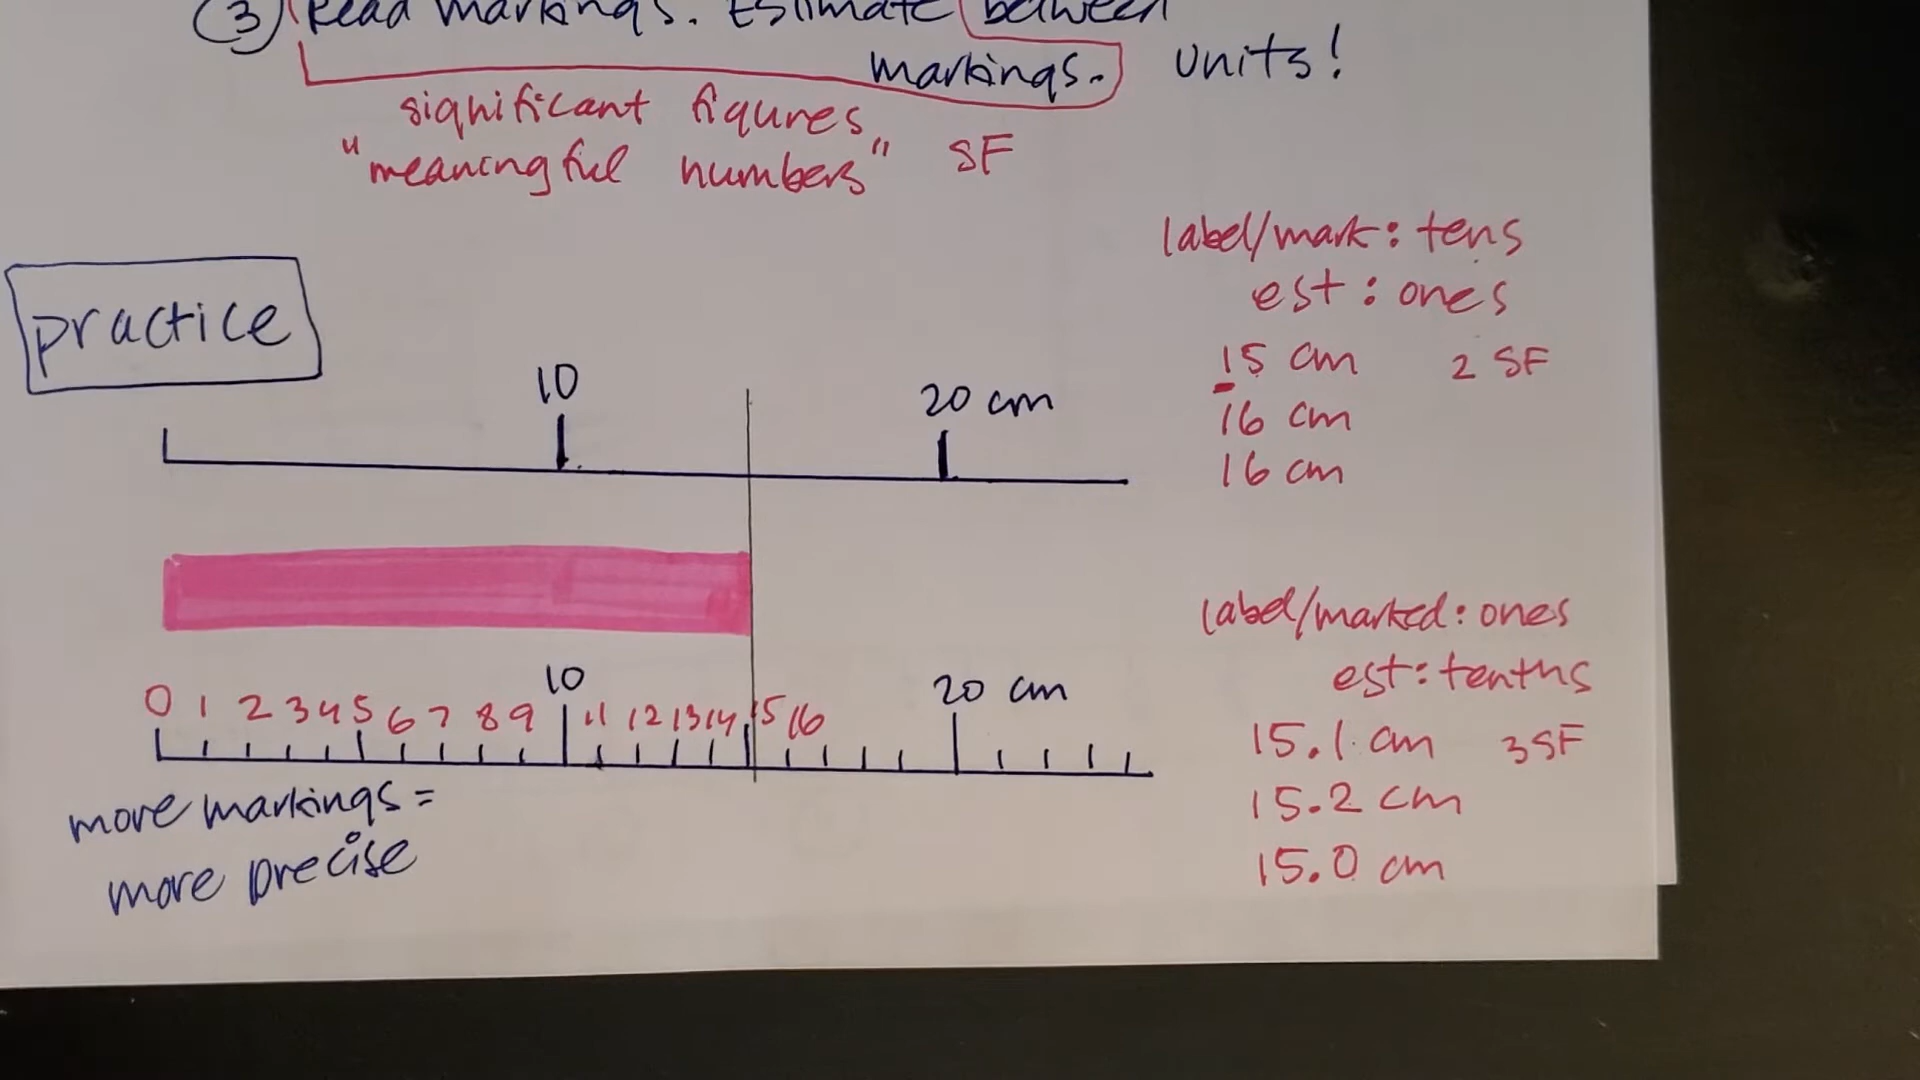 ③ Read markings. Estimate between
markings. units!
significant figures
"meaningful numbers" SF
label/mark: tens
est: ones
15 cm 2 SF
16 cm
16 cm
practice
10 20 cm
label/marked: ones
est: tenths
15.1 cm 3SF
15.2 cm
15.0 cm
10 20 cm
0 1 2 3 4 5 6 7 8 9 11 12 13 14 15 16
more markings =
more precise